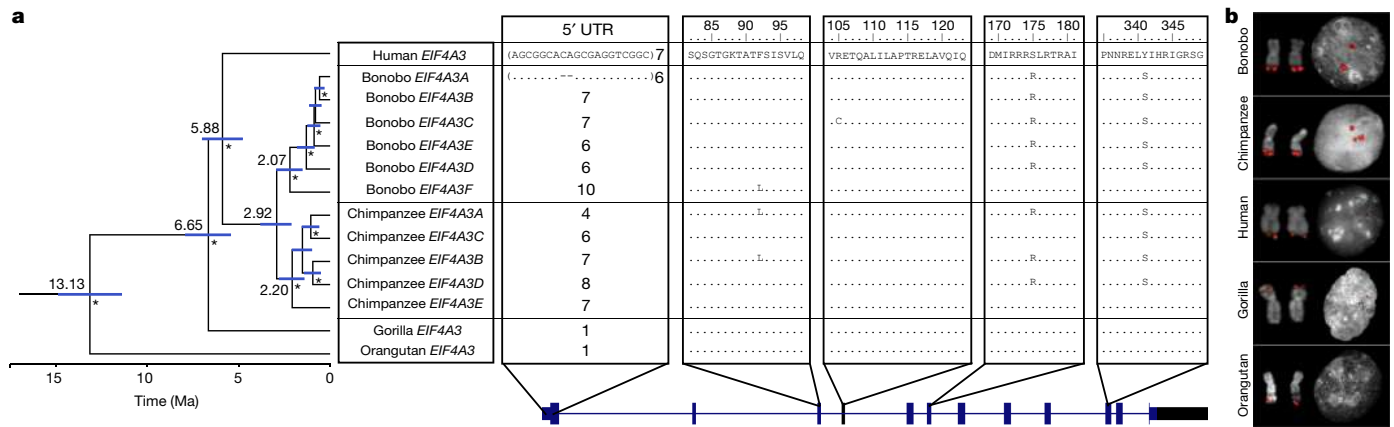 a
5′ UTR
85 90 95
105 110 115 120
170 175 180
340 345
Human EIF4A3 (AGCGGCACAGCGAGGTCGGC)7 SQSGTGKTATFSISVLQ VRETQALILAPTRELAVQIQ DMIRRRSLRTRAI PNNRELYIHRIGRSG
Bonobo EIF4A3A (.......--...........)6 .................... R S
Bonobo EIF4A3B 7 R S
Bonobo EIF4A3C 7 C R S
Bonobo EIF4A3E 6 R S
Bonobo EIF4A3D 6 R S
Bonobo EIF4A3F 10 L
Chimpanzee EIF4A3A 4 L R S
Chimpanzee EIF4A3C 6 S
Chimpanzee EIF4A3B 7 L R S
Chimpanzee EIF4A3D 8 R S
Chimpanzee EIF4A3E 7
Gorilla EIF4A3 1
Orangutan EIF4A3 1
5.88
2.07
2.92
6.65
2.20
13.13
* * * * * * * * * *
15 10 5 0
Time (Ma)
b
Bonobo
Chimpanzee
Human
Gorilla
Orangutan